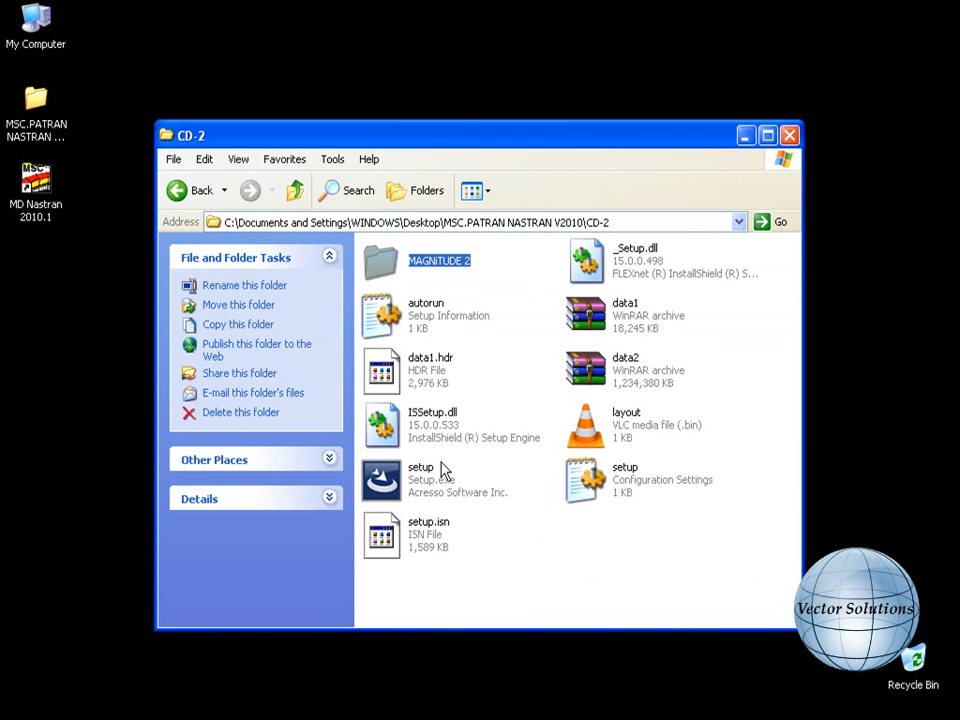 My Computer
MSC.PATRAN
NASTRAN ...
MSC
MD Nastran
2010.1
CD-2
File Edit View Favorites Tools Help
Back Search Folders
Address C:\Documents and Settings\WINDOWS\Desktop\MSC.PATRAN NASTRAN V2010\CD-2 Go
File and Folder Tasks
Rename this folder
Move this folder
Copy this folder
Publish this folder to the
Web
Share this folder
E-mail this folder's files
Delete this folder
Other Places
Details
MAGNiTUDE 2
_Setup.dll
15.0.0.498
FLEXnet (R) InstallShield (R) S...
autorun
Setup Information
1 KB
data1
WinRAR archive
18,245 KB
data1.hdr
HDR File
2,976 KB
data2
WinRAR archive
1,234,380 KB
ISSetup.dll
15.0.0.533
InstallShield (R) Setup Engine
layout
VLC media file (.bin)
1 KB
setup
Setup.exe
Acresso Software Inc.
setup
Configuration Settings
1 KB
setup.isn
ISN File
1,589 KB
Vector Solutions
Recycle Bin